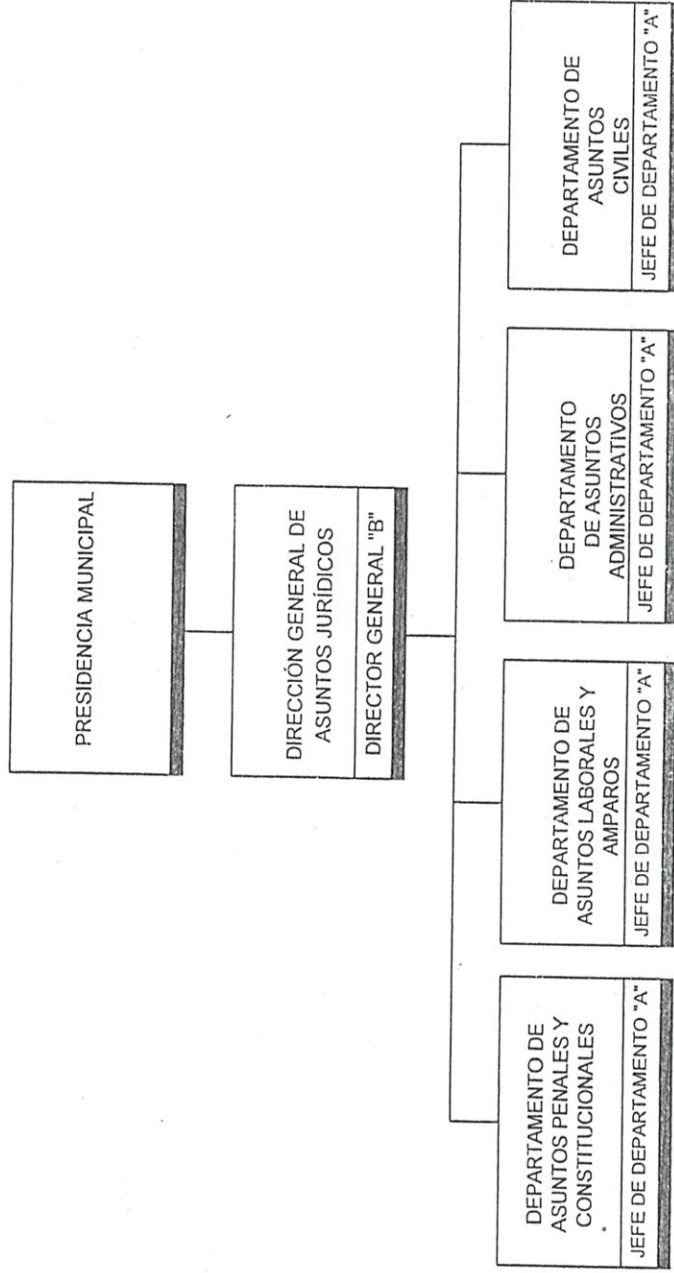 PRESIDENCIA MUNICIPAL
DIRECCIÓN GENERAL DE
ASUNTOS JURÍDICOS
DIRECTOR GENERAL "B"
DEPARTAMENTO DE
ASUNTOS PENALES Y
CONSTITUCIONALES
JEFE DE DEPARTAMENTO "A"
DEPARTAMENTO DE
ASUNTOS LABORALES Y
AMPAROS
JEFE DE DEPARTAMENTO "A"
DEPARTAMENTO
DE ASUNTOS
ADMINISTRATIVOS
JEFE DE DEPARTAMENTO "A"
DEPARTAMENTO DE
ASUNTOS
CIVILES
JEFE DE DEPARTAMENTO "A"